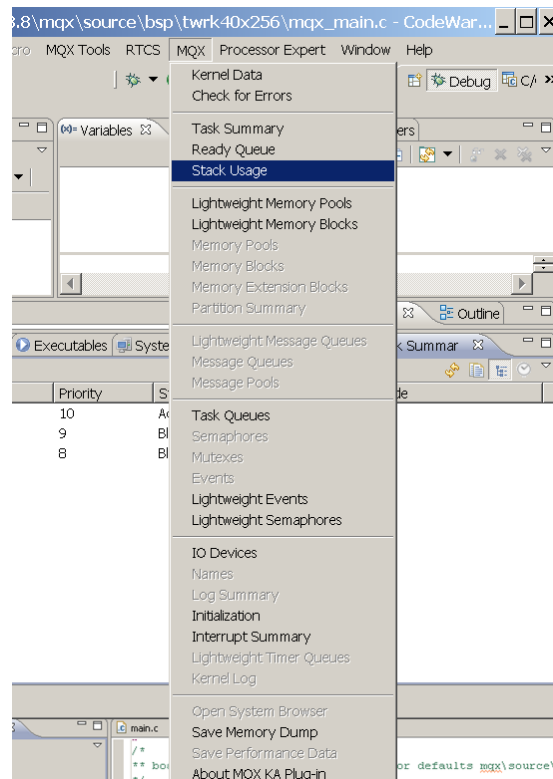 3.8\mqx\source\bsp\twrk40x256\mqx_main.c - CodeWar...
cro MQX Tools RTCS MQX Processor Expert Window Help
Debug C/
Kernel Data
Check for Errors
Variables
ers
Task Summary
Ready Queue
Stack Usage
Lightweight Memory Pools
Lightweight Memory Blocks
Memory Pools
Memory Blocks
Memory Extension Blocks
Partition Summary
Outline
Executables Syste
k Summar
Lightweight Message Queues
Message Queues
Message Pools
Priority S de
10 Ac
9 Bl
8 Bl
Task Queues
Semaphores
Mutexes
Events
Lightweight Events
Lightweight Semaphores
IO Devices
Names
Log Summary
Initialization
Interrupt Summary
Lightweight Timer Queues
Kernel Log
Open System Browser
Save Memory Dump
Save Performance Data
About MQX KA Plug-in
main.c
/*
** bo or defaults mqx\source\